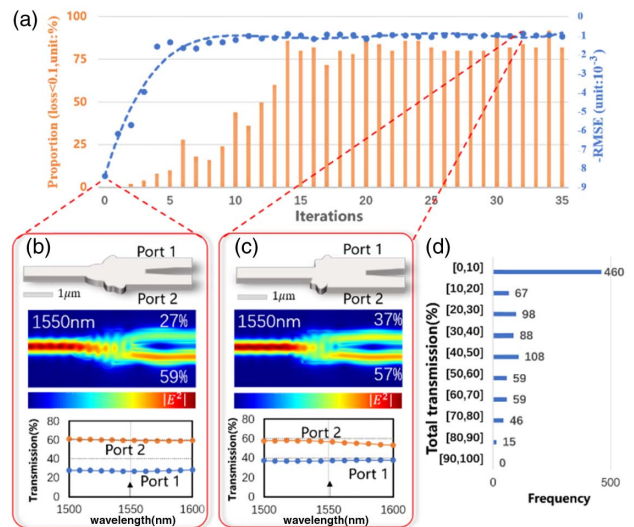 (a)
Proportion (loss<0.1,unit:%)
100
75
50
25
0
0 5 10 15 20 25 30 35
Iterations
1
0
-1
-2
-3
-4
-5
-6
-7
-8
-9
-RMSE (unit:10⁻³)
(b)
Port 1
1μm
Port 2
1550nm
27%
59%
|E²|
Transmission(%)
80
60
40
20
0
Port 2
Port 1
1500 1550 1600
wavelength(nm)
(c)
Port 1
1μm
Port 2
1550nm
37%
57%
|E²|
Transmission(%)
80
60
40
20
0
Port 2
Port 1
1500 1550 1600
wavelength(nm)
(d)
Total transmission(%)
[0,10] 460
[10,20] 67
[20,30] 98
[30,40] 88
[40,50] 108
[50,60] 59
[60,70] 59
[70,80] 46
[80,90] 15
[90,100] 0
0 500
Frequency